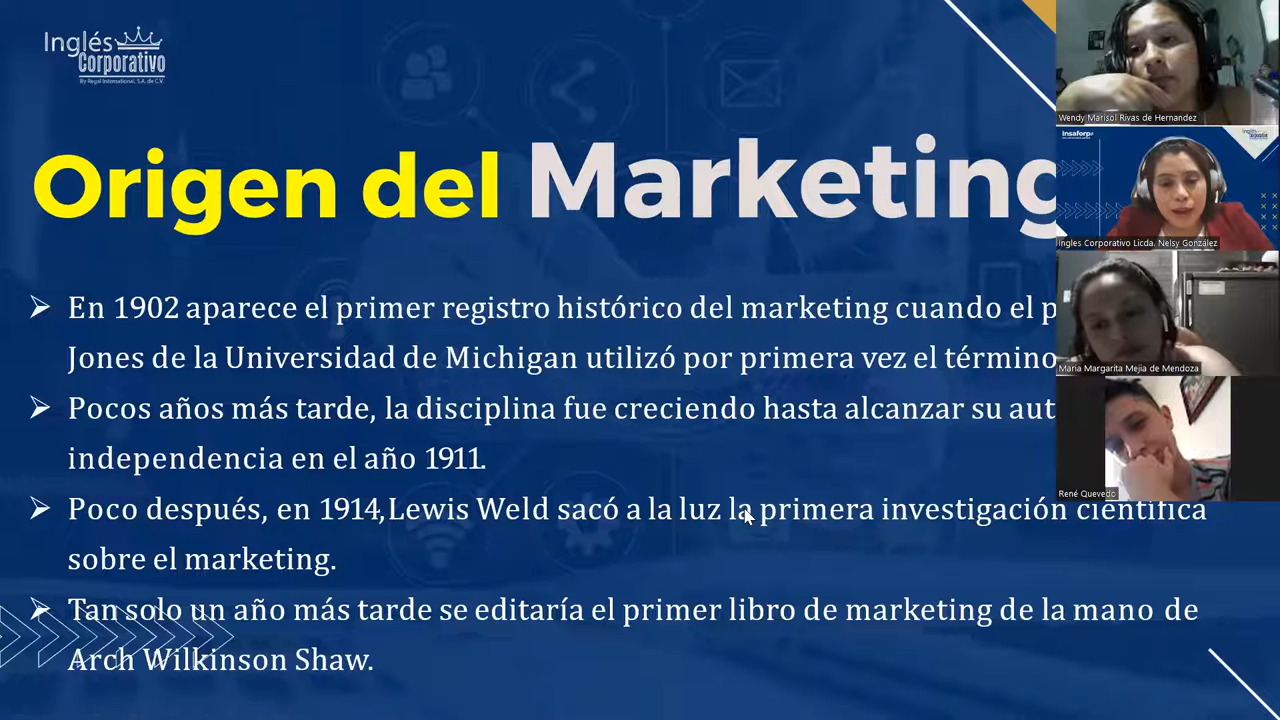 Inglés
Corporativo
By Regal International, S.A. de C.V.
Origen del Marketing
En 1902 aparece el primer registro histórico del marketing cuando el
Jones de la Universidad de Michigan utilizó por primera vez el término
Pocos años más tarde, la disciplina fue creciendo hasta alcanzar su
independencia en el año 1911.
Poco después, en 1914, Lewis Weld sacó a la luz la primera investigación científica
sobre el marketing.
Tan solo un año más tarde se editaría el primer libro de marketing de la mano de
Arch Wilkinson Shaw.
Wendy Marisol Rivas de Hernandez
insaforp
Ingles Corporativo Licda. Nelsy González
Maria Margarita Mejia de Mendoza
René Quevedo